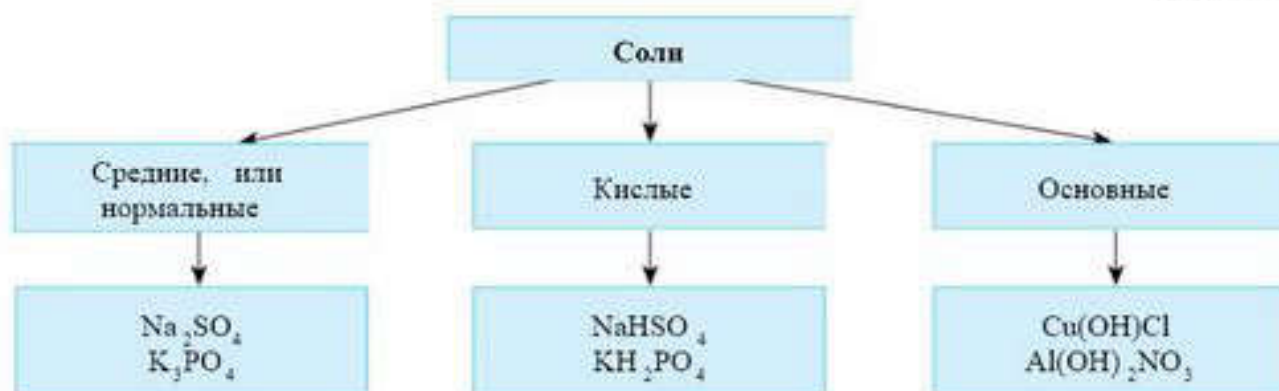 Соли
Средние, или
нормальные
Кислые
Основные
Na₂SO₄
K₃PO₄
NaHSO₄
KH₂PO₄
Cu(OH)Cl
Al(OH)₂NO₃